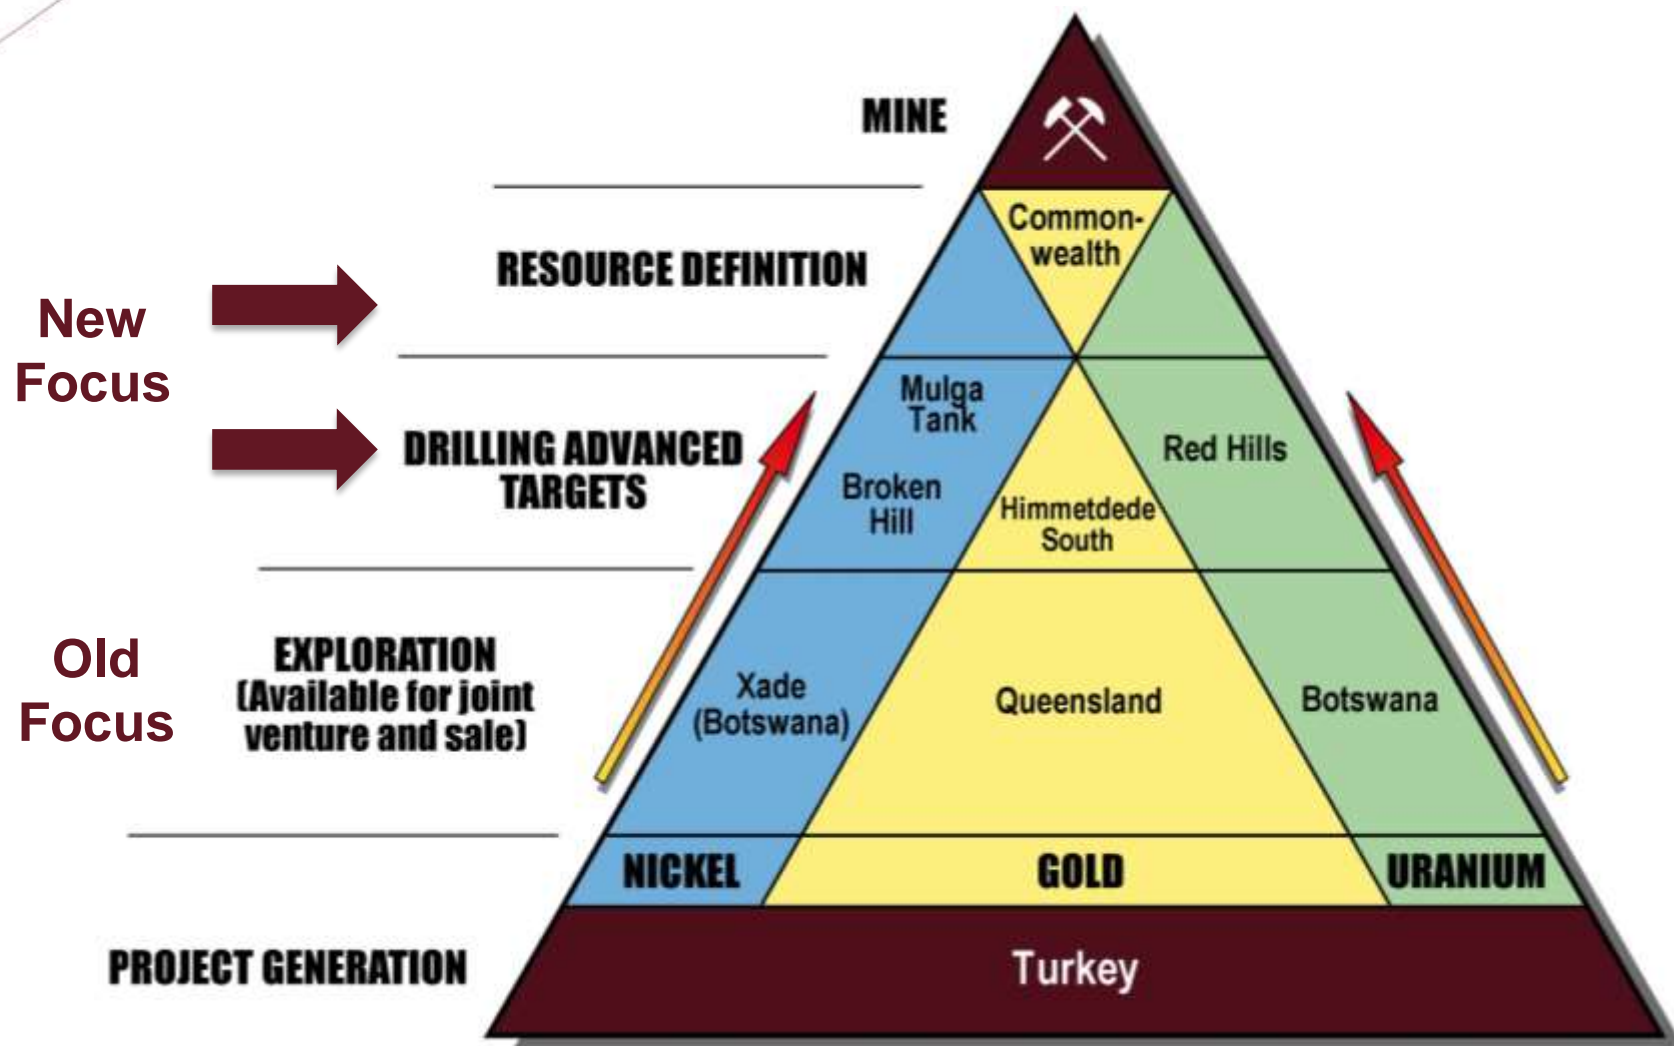 MINE
Common-
wealth
RESOURCE DEFINITION
New
Focus
Mulga
Tank
Red Hills
DRILLING ADVANCED
TARGETS
Broken
Hill
Himmetdede
South
Old
Focus
EXPLORATION
(Available for joint
venture and sale)
Xade
(Botswana)
Queensland
Botswana
NICKEL
GOLD
URANIUM
PROJECT GENERATION
Turkey